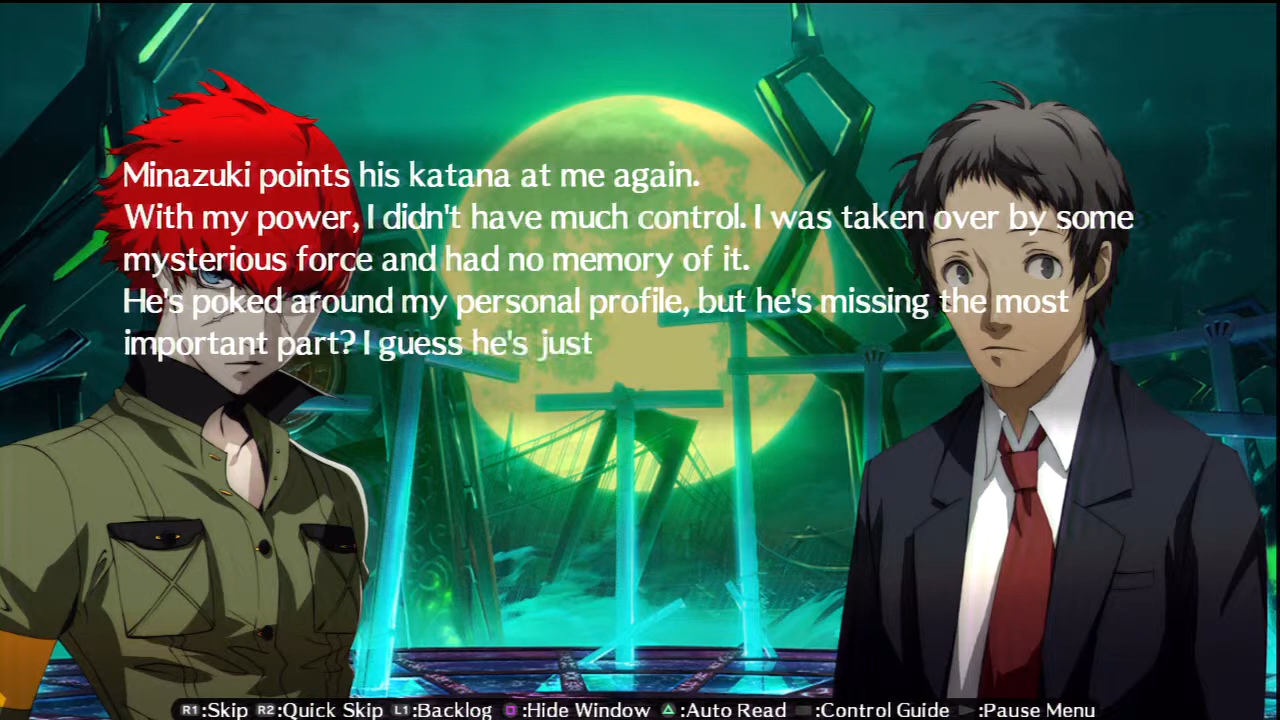 Minazuki points his katana at me again.
With my power, I didn't have much control. I was taken over by some
mysterious force and had no memory of it.
He's poked around my personal profile, but he's missing the most
important part? I guess he's just
R1:Skip R2:Quick Skip L1:Backlog :Hide Window :Auto Read :Control Guide :Pause Menu